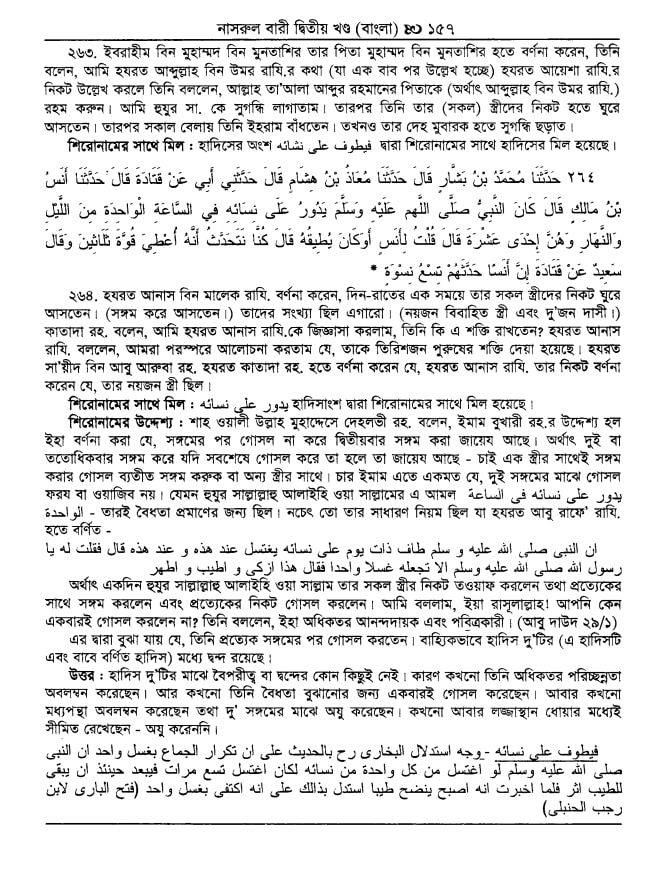 নাসরুল বারী দ্বিতীয় খণ্ড (বাংলা) ১৫৭
২৬৩. ইবরাহীম বিন মুহাম্মদ বিন মুনতাশির তার পিতা মুহাম্মদ বিন মুনতাশির হতে বর্ণনা করেন, তিনি
বলেন, আমি হযরত আব্দুল্লাহ বিন উমর রাযি.র কথা (যা এক বাব পর উল্লেখ হচ্ছে) হযরত আয়েশা রাযি.র
নিকট উল্লেখ করলে তিনি বললেন, আল্লাহ তা'আলা আব্দুর রহমানের পিতাকে (অর্থাৎ আব্দুল্লাহ বিন উমর রাযি.)
রহম করুন। আমি হুযুর সা. কে সুগন্ধি লাগাতাম। তারপর তিনি তার (সকল) স্ত্রীদের নিকট হতে ঘুরে
আসতেন। তারপর সকাল বেলায় তিনি ইহরাম বাঁধতেন। তখনও তার দেহ মুবারক হতে সুগন্ধি ছড়াত।
শিরোনামের সাথে মিল : হাদিসের অংশ فيطوف على نسائه দ্বারা শিরোনামের সাথে হাদিসের মিল হয়েছে।
٢٦٤ حَدَّثَنَا مُحَمَّدُ بْنُ بَشَّارٍ قَالَ حَدَّثَنَا مُعَاذُ بْنُ هِشَامٍ قَالَ حَدَّثَنِي أَبِي عَنْ قَتَادَةَ قَالَ حَدَّثَنَا أَنَسُ
بْنُ مَالِكٍ قَالَ كَانَ النَّبِيُّ صَلَّى اللَّهم عَلَيْهِ وَسَلَّمَ يَدُورُ عَلَى نِسَائِهِ فِي السَّاعَةِ الْوَاحِدَةِ مِنَ اللَّيْلِ
وَالنَّهَارِ وَهُنَّ إِحْدَى عَشْرَةَ قَالَ قُلْتُ لِأَنَسٍ أَوَكَانَ يُطِيقُهُ قَالَ كُنَّا نَتَحَدَّثُ أَنَّهُ أُعْطِيَ قُوَّةَ ثَلَاثِينَ وَقَالَ
سَعِيدٌ عَنْ قَتَادَةَ إِنَّ أَنَسًا حَدَّثَهُمْ تِسْعُ نِسْوَةٍ *
২৬৪. হযরত আনাস বিন মালেক রাযি. বর্ণনা করেন, দিন-রাতের এক সময়ে তার সকল স্ত্রীদের নিকট ঘুরে
আসতেন। (সঙ্গম করে আসতেন।) তাদের সংখ্যা ছিল এগারো। (নয়জন বিবাহিত স্ত্রী এবং দু'জন দাসী।)
কাতাদা রহ. বলেন, আমি হযরত আনাস রাযি.কে জিজ্ঞাসা করলাম, তিনি কি এ শক্তি রাখতেন? হযরত আনাস
রাযি. বললেন, আমরা পরস্পরে আলোচনা করতাম যে, তাকে তিরিশজন পুরুষের শক্তি দেয়া হয়েছে। হযরত
সা'য়ীদ বিন আবু আরুবা রহ. হযরত কাতাদা রহ. হতে বর্ণনা করেন যে, হযরত আনাস রাযি. তার নিকট বর্ণনা
করেন যে, তার নয়জন স্ত্রী ছিল।
শিরোনামের সাথে মিল : يدور على نسائه হাদিসাংশ দ্বারা শিরোনামের সাথে মিল হয়েছে।
শিরোনামের উদ্দেশ্য : শাহ ওয়ালী উল্লাহ মুহাদ্দেসে দেহলভী রহ. বলেন, ইমাম বুখারী রহ.র উদ্দেশ্য হল
ইহা বর্ণনা করা যে, সঙ্গমের পর গোসল না করে দ্বিতীয়বার সঙ্গম করা জায়েয আছে। অর্থাৎ দুই বা
ততোধিকবার সঙ্গম করে যদি সবশেষে গোসল করে তা হলে তা জায়েয আছে - চাই এক স্ত্রীর সাথেই সঙ্গম
করার গোসল ব্যতীত সঙ্গম করুক বা অন্য স্ত্রীর সাথে। চার ইমাম এতে একমত যে, দুই সঙ্গমের মাঝে গোসল
ফরয বা ওয়াজিব নয়। যেমন হুযুর সাল্লাল্লাহু আলাইহি ওয়া সাল্লামের এ আমল يدور على نسائه فى الساعة
الواحدة - তারই বৈধতা প্রমাণের জন্য ছিল। নচেৎ তো তার সাধারণ নিয়ম ছিল যা হযরত আবু রাফে' রাযি.
হতে বর্ণিত -
ان النبي صلى الله عليه و سلم طاف ذات يوم على نسائه يغتسل عند هذه و عند هذه قال فقلت له يا
رسول الله صلى الله عليه وسلم الا تجعله غسلا واحدا فقال هذا ازكى و اطيب و اطهر
অর্থাৎ একদিন হুযুর সাল্লাল্লাহু আলাইহি ওয়া সাল্লাম তার সকল স্ত্রীর নিকট তওয়াফ করলেন তথা প্রত্যেকের
সাথে সঙ্গম করলেন এবং প্রত্যেকের নিকট গোসল করলেন। আমি বললাম, ইয়া রাসূলাল্লাহ! আপনি কেন
একবারই গোসল করলেন না? তিনি বললেন, ইহা অধিকতর আনন্দদায়ক এবং পবিত্রকারী। (আবু দাউদ ২৯/১)
এর দ্বারা বুঝা যায় যে, তিনি প্রত্যেক সঙ্গমের পর গোসল করতেন। বাহ্যিকভাবে হাদিস দু'টির (এ হাদিসটি
এবং বাবে বর্ণিত হাদিস) মধ্যে দ্বন্দ রয়েছে।
উত্তর : হাদিস দু'টির মাঝে বৈপরীত্ব বা দ্বন্দের কোন কিছুই নেই। কারণ কখনো তিনি অধিকতর পরিচ্ছন্নতা
অবলম্বন করেছেন। আর কখনো তিনি বৈধতা বুঝানোর জন্য একবারই গোসল করেছেন। আবার কখনো
মধ্যপন্থা অবলম্বন করেছেন তথা দু' সঙ্গমের মাঝে অযু করেছেন। কখনো আবার লজ্জাস্থান ধোয়ার মধ্যেই
সীমিত রেখেছেন - অযু করেননি।
فيطوف على نسائه - وجه استدلال البخارى رح بالحديث على ان تكرار الجماع بغسل واحد ان النبى
صلى الله عليه وسلم لو اغتسل من كل واحدة من نسائه لكان اغتسل تسع مرات فيبعد حينئذ ان يبقى
للطيب اثر فلما اخبرت انه اصبح ينضح طيبا استدل بذالك على انه اكتفى بغسل واحد (فتح البارى لابن
رجب الحنبلى)